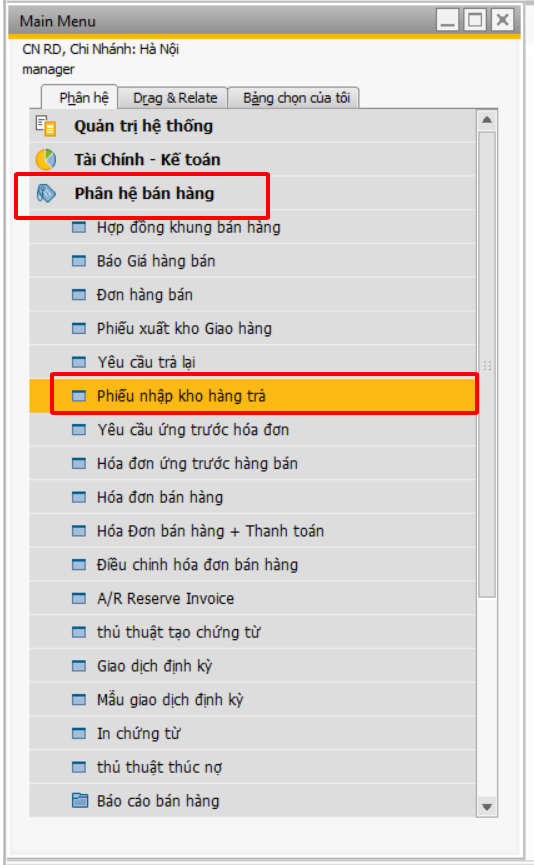 Main Menu
CN RD, Chi Nhánh: Hà Nội
manager
Phân hệ
Drag & Relate
Bảng chọn của tôi
Quản trị hệ thống
Tài Chính - Kế toán
Phân hệ bán hàng
Hợp đồng khung bán hàng
Báo Giá hàng bán
Đơn hàng bán
Phiếu xuất kho Giao hàng
Yêu cầu trả lại
Phiếu nhập kho hàng trả
Yêu cầu ứng trước hóa đơn
Hóa đơn ứng trước hàng bán
Hóa đơn bán hàng
Hóa Đơn bán hàng + Thanh toán
Điều chinh hóa đơn bán hàng
A/R Reserve Invoice
thủ thuật tạo chứng từ
Giao dịch định kỳ
Mẫu giao dịch định kỳ
In chứng từ
thủ thuật thúc nợ
Báo cáo bán hàng